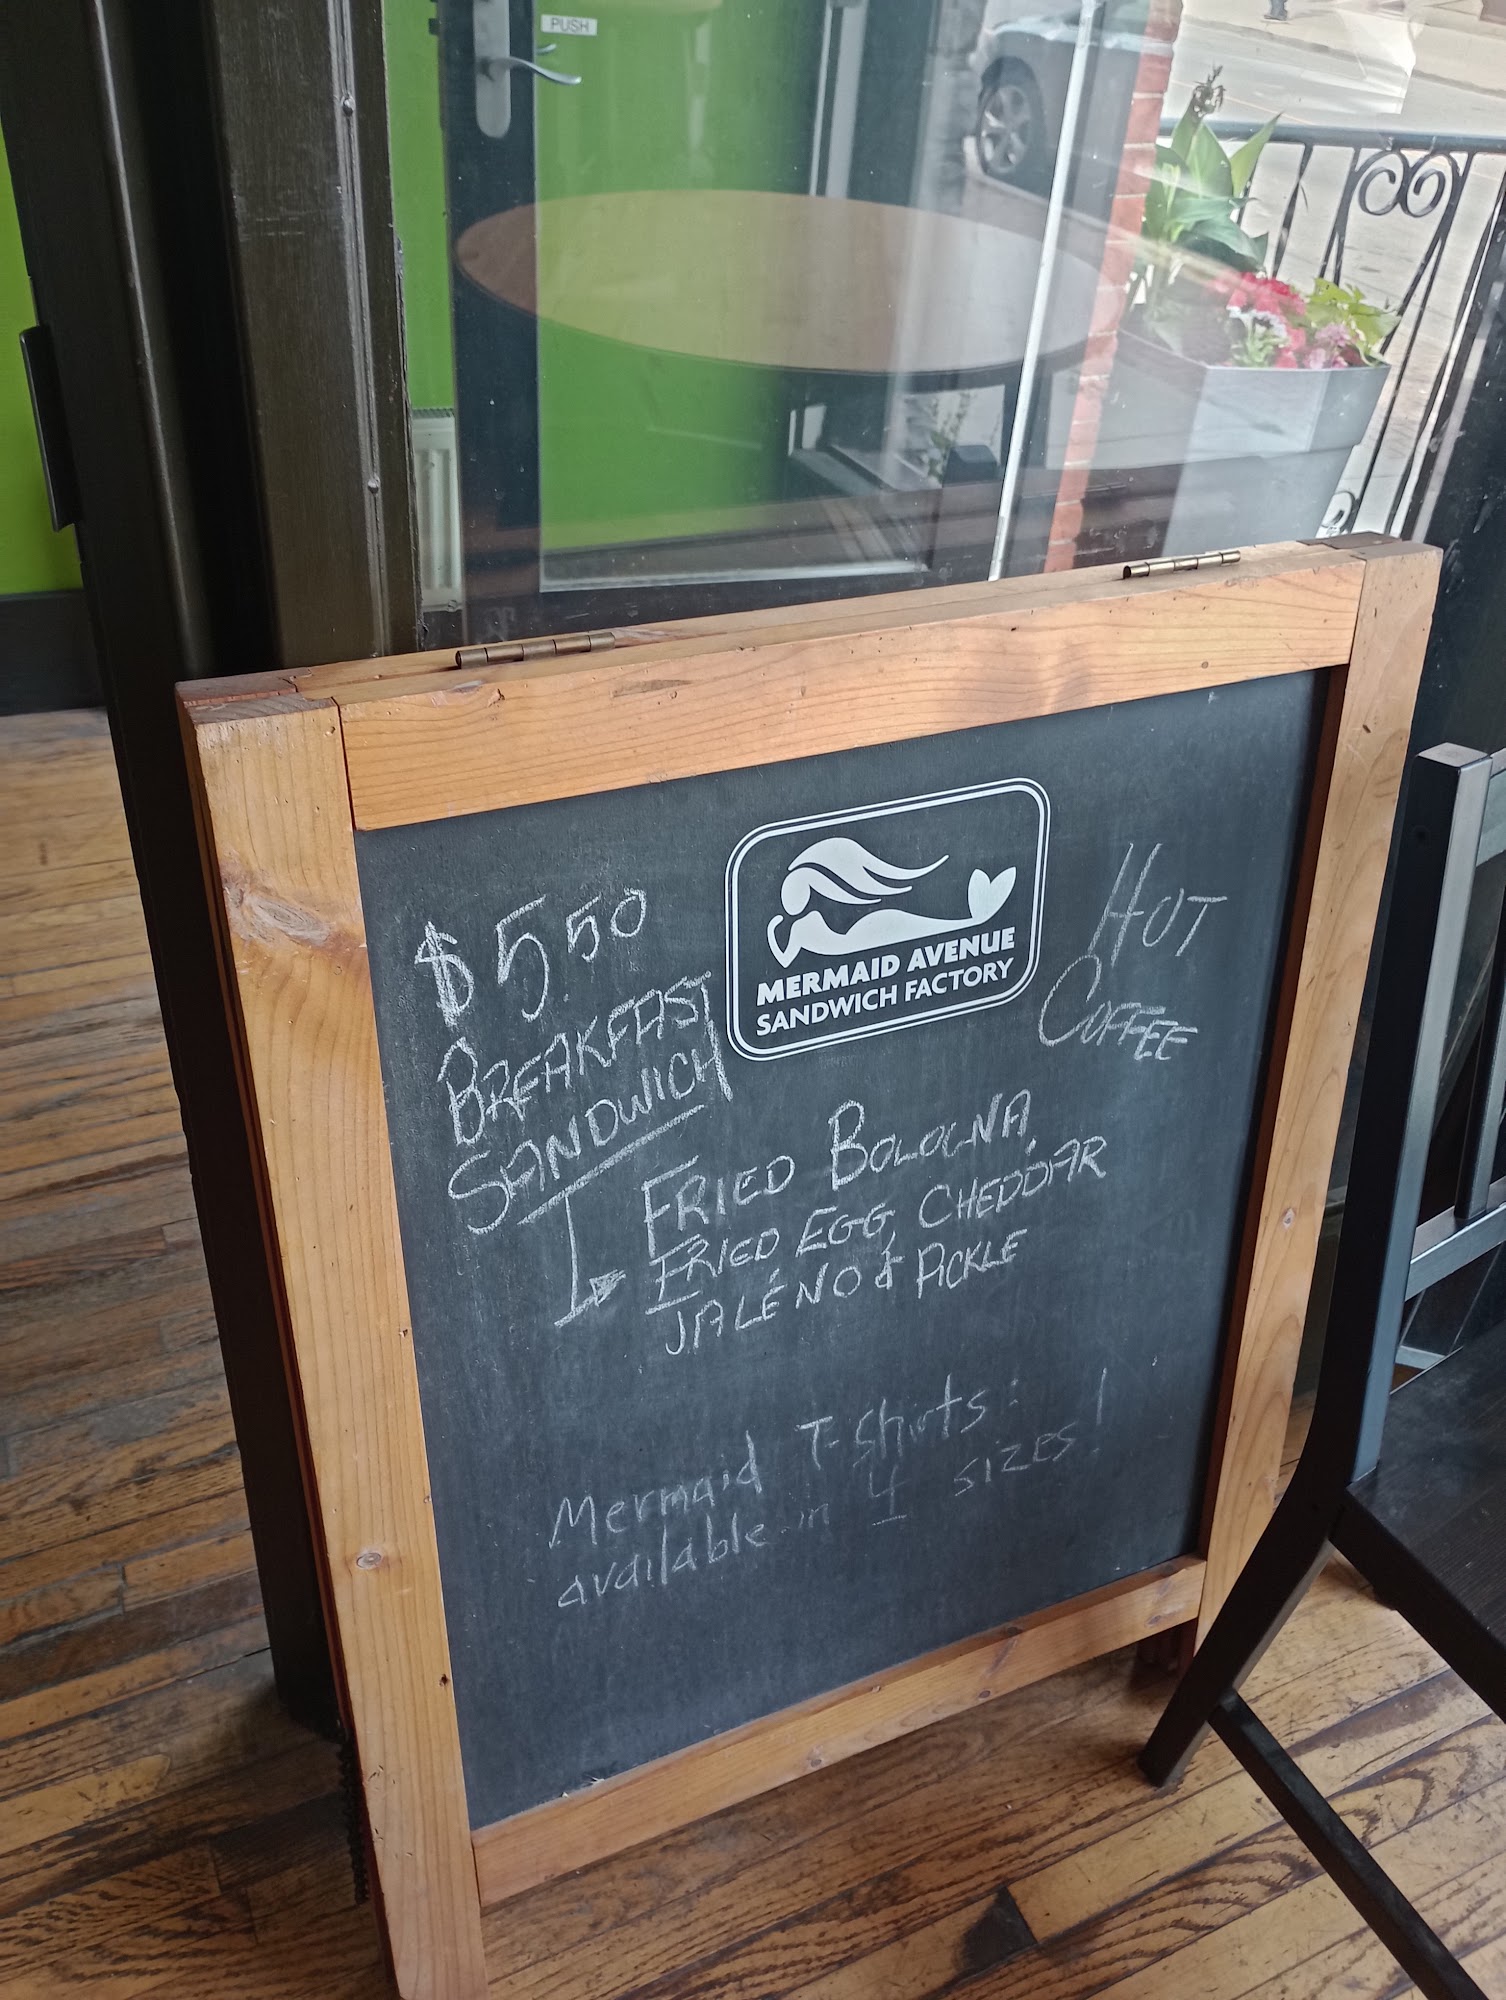 PUSH
MERMAID AVENUE
SANDWICH FACTORY
$5.50
BREAKFAST
SANDWICH
HOT
COFFEE
FRIED BOLOGNA,
FRIED EGG, CHEDDAR
JALÉNO & PICKLE
Mermaid T-Shirts:
available in 4 SIZES!